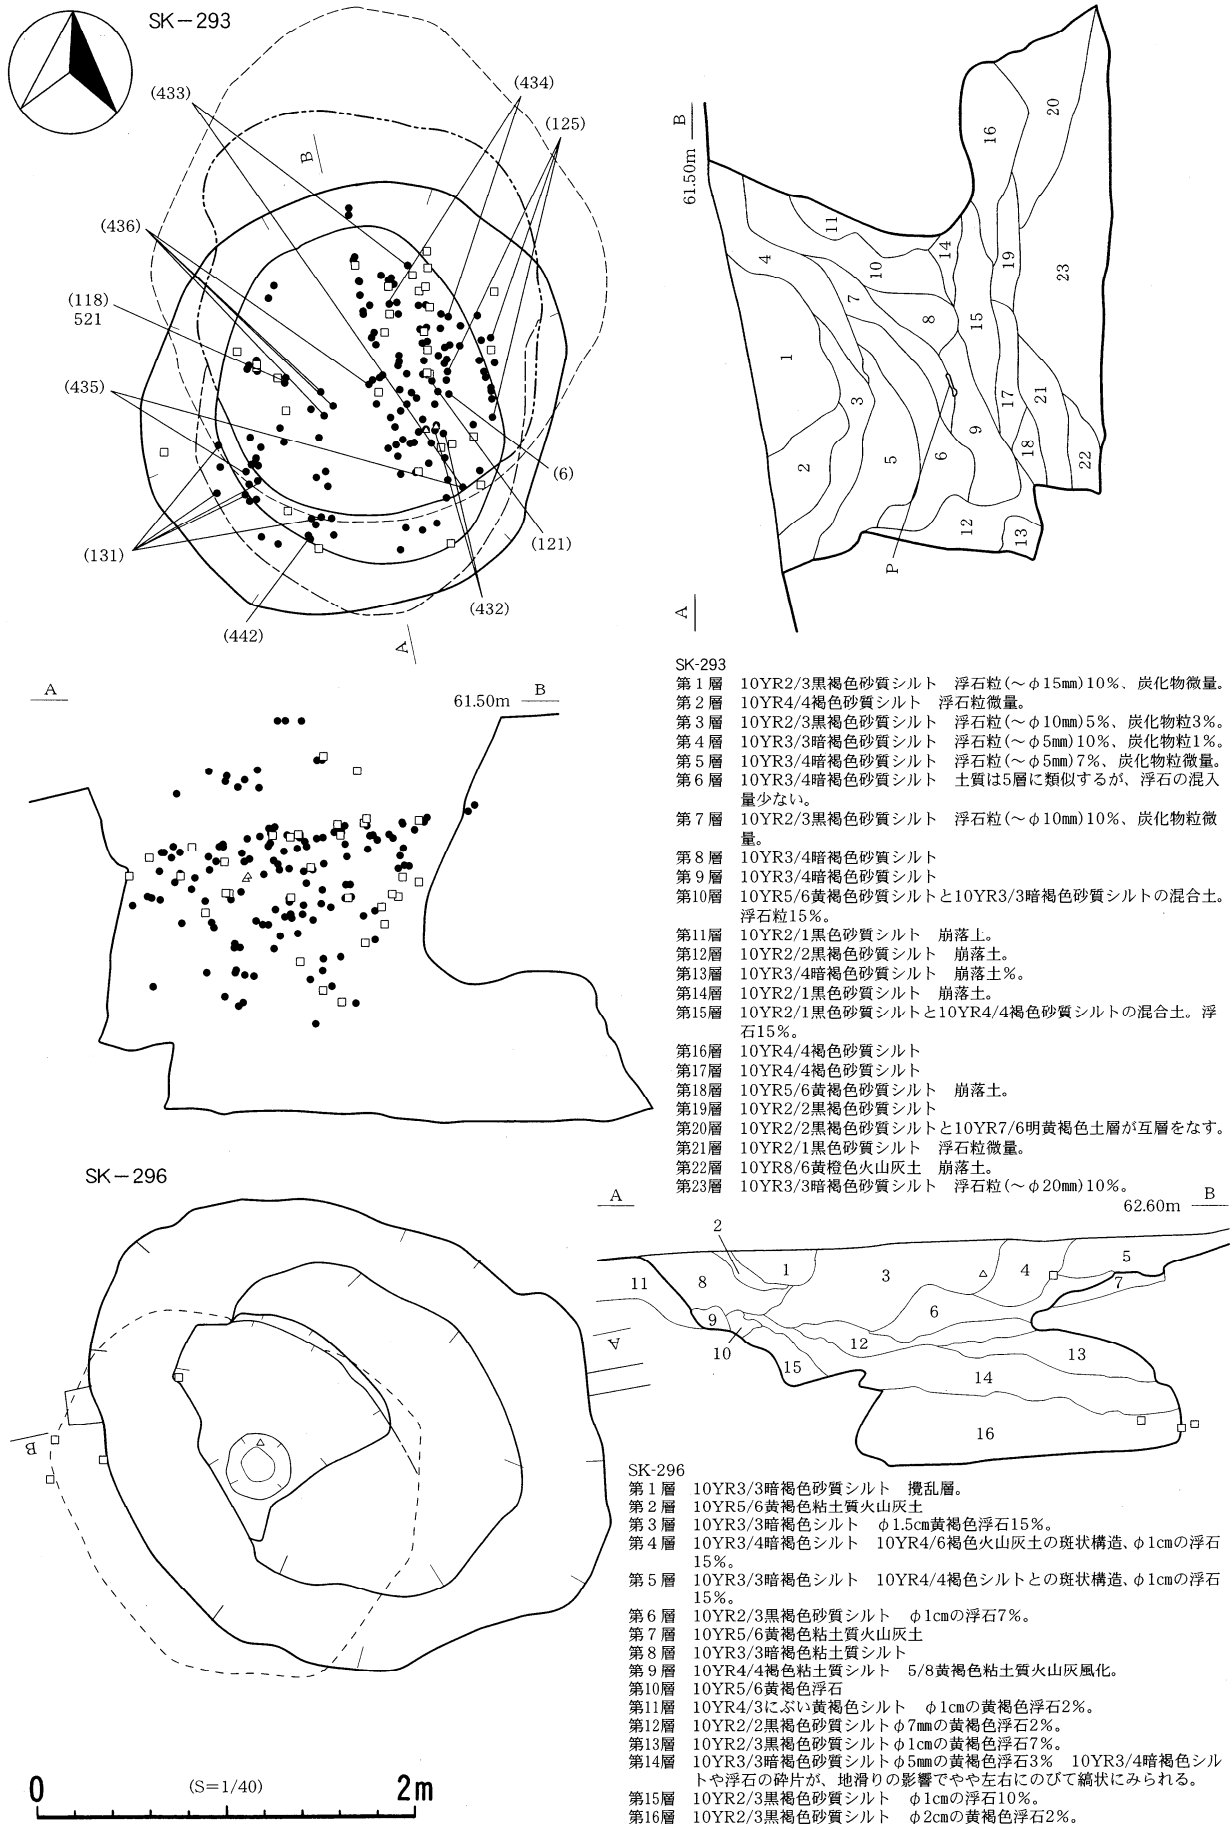 SK－293
(433)
(434)
(125)
B
(436)
(118)
521
(435)
(6)
(131)
(121)
(432)
(442)
A
B
61.50m
20
16
11
4
14
10
19
23
7
8
15
1
3
17
21
9
2
5
6
18
22
12
13
P
A
A
61.50m
B
SK-293
第１層　10YR2/3黒褐色砂質シルト　浮石粒(～φ15㎜)10％、炭化物微量。
第２層　10YR4/4褐色砂質シルト　浮石粒微量。
第３層　10YR2/3黒褐色砂質シルト　浮石粒(～φ10㎜)5％、炭化物粒3％。
第４層　10YR3/3暗褐色砂質シルト　浮石粒(～φ5㎜)10％、炭化物粒1％。
第５層　10YR3/4暗褐色砂質シルト　浮石粒(～φ5㎜)7％、炭化物粒微量。
第６層　10YR3/4暗褐色砂質シルト　土質は5層に類似するが、浮石の混入
量少ない。
第７層　10YR2/3黒褐色砂質シルト　浮石粒(～φ10㎜)10％、炭化物粒微
量。
第８層　10YR3/4暗褐色砂質シルト
第９層　10YR3/4暗褐色砂質シルト
第10層　10YR5/6黄褐色砂質シルトと10YR3/3暗褐色砂質シルトの混合土。
浮石粒15％。
第11層　10YR2/1黒色砂質シルト　崩落上。
第12層　10YR2/2黒褐色砂質シルト　崩落土。
第13層　10YR3/4暗褐色砂質シルト　崩落土％。
第14層　10YR2/1黒色砂質シルト　崩落土。
第15層　10YR2/1黒色砂質シルトと10YR4/4褐色砂質シルトの混合土。浮
石15％。
第16層　10YR4/4褐色砂質シルト
第17層　10YR4/4褐色砂質シルト
第18層　10YR5/6黄褐色砂質シルト　崩落土。
第19層　10YR2/2黒褐色砂質シルト
第20層　10YR2/2黒褐色砂質シルトと10YR7/6明黄褐色土層が互層をなす。
第21層　10YR2/1黒色砂質シルト　浮石粒微量。
第22層　10YR8/6黄橙色火山灰土　崩落土。
第23層　10YR3/3暗褐色砂質シルト　浮石粒(～φ20㎜)10％。
SK－296
A
B
A
62.60m
B
2
1
3
4
5
7
8
11
6
9
10
12
13
15
14
16
SK-296
第１層　10YR3/3暗褐色砂質シルト　攪乱層。
第２層　10YR5/6黄褐色粘土質火山灰土
第３層　10YR3/3暗褐色シルト　φ1.5㎝黄褐色浮石15％。
第４層　10YR3/4暗褐色シルト　10YR4/6褐色火山灰土の斑状構造、φ1㎝の浮石
15％。
第５層　10YR3/3暗褐色シルト　10YR4/4褐色シルトとの斑状構造、φ1㎝の浮石
15％。
第６層　10YR2/3黒褐色砂質シルト　φ1㎝の浮石7％。
第７層　10YR5/6黄褐色粘土質火山灰土
第８層　10YR3/3暗褐色粘土質シルト
第９層　10YR4/4褐色粘土質シルト　5/8黄褐色粘土質火山灰風化。
第10層　10YR5/6黄褐色浮石
第11層　10YR4/3にぶい黄褐色シルト　φ1㎝の黄褐色浮石2％。
第12層　10YR2/2黒褐色砂質シルトφ7㎜の黄褐色浮石2％。
第13層　10YR2/3黒褐色砂質シルトφ1㎝の黄褐色浮石7％。
第14層　10YR3/3暗褐色砂質シルトφ5㎜の黄褐色浮石3％　10YR3/4暗褐色シル
トや浮石の砕片が、地滑りの影響でやや左右にのびて縞状にみられる。
第15層　10YR2/3黒褐色砂質シルト　φ1㎝の浮石10％。
第16層　10YR2/3黒褐色砂質シルト　φ2㎝の黄褐色浮石2％。
0
(S=1/40)
2m